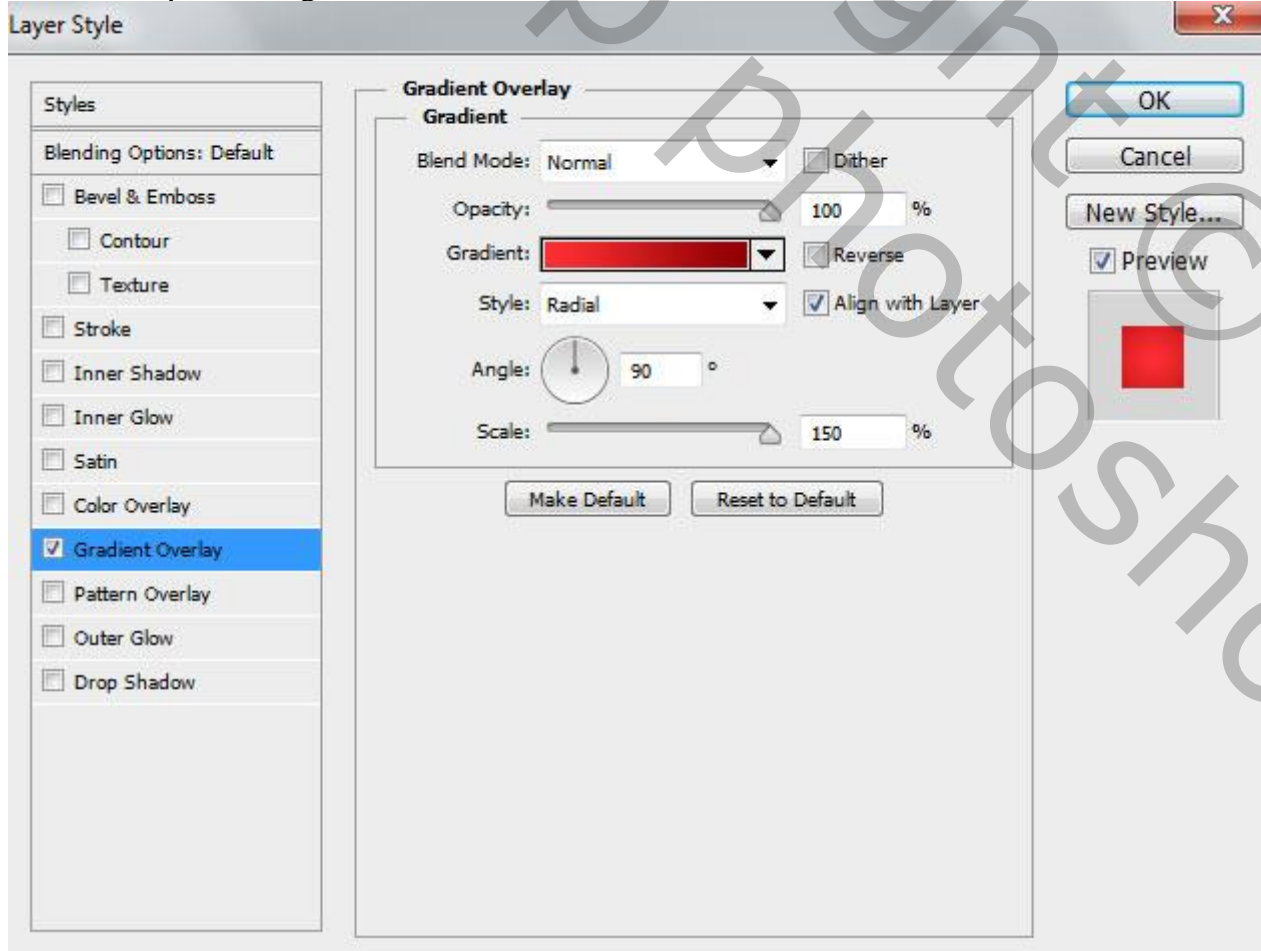 Layer Style
Styles
Blending Options: Default
Bevel & Emboss
Contour
Texture
Stroke
Inner Shadow
Inner Glow
Satin
Color Overlay
Gradient Overlay
Pattern Overlay
Outer Glow
Drop Shadow
Gradient Overlay
Gradient
Blend Mode: Normal Dither
Opacity: 100 %
Gradient: Reverse
Style: Radial Align with Layer
Angle: 90 °
Scale: 150 %
Make Default Reset to Default
OK
Cancel
New Style...
Preview
ght ©
photosho